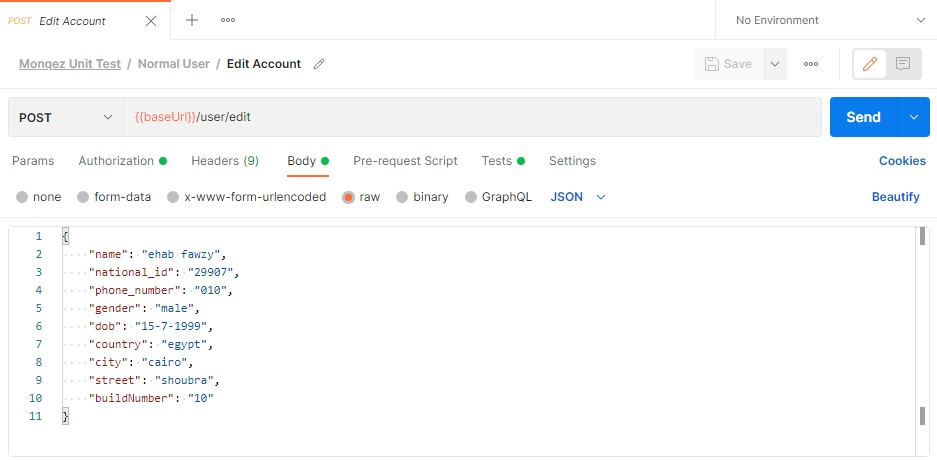 POST Edit Account
No Environment
Monqez Unit Test / Normal User / Edit Account
Save
POST {{baseUrl}}/user/edit Send
Params Authorization Headers (9) Body Pre-request Script Tests Settings Cookies
none form-data x-www-form-urlencoded raw binary GraphQL JSON Beautify
1 {
2 "name": "ehab fawzy",
3 "national_id": "29907",
4 "phone_number": "010",
5 "gender": "male",
6 "dob": "15-7-1999",
7 "country": "egypt",
8 "city": "cairo",
9 "street": "shoubra",
10 "buildNumber": "10"
11 }